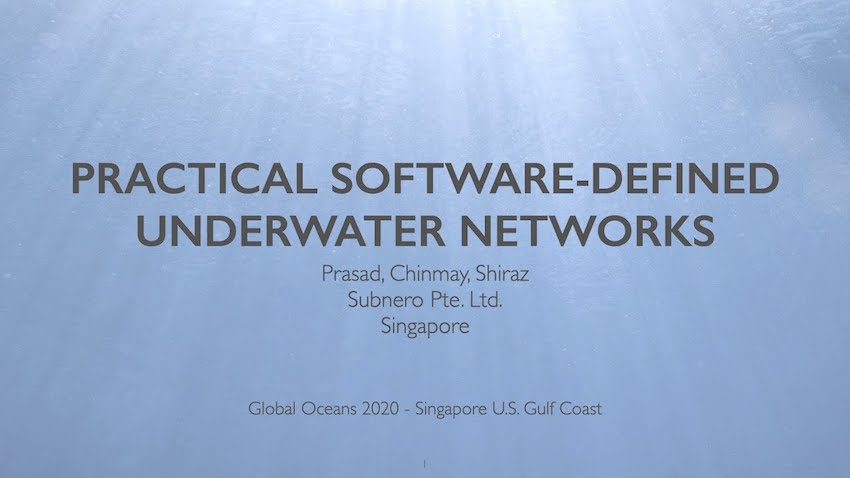 PRACTICAL SOFTWARE-DEFINED
UNDERWATER NETWORKS
Prasad, Chinmay, Shiraz
Subnero Pte. Ltd.
Singapore
Global Oceans 2020 - Singapore U.S. Gulf Coast
1